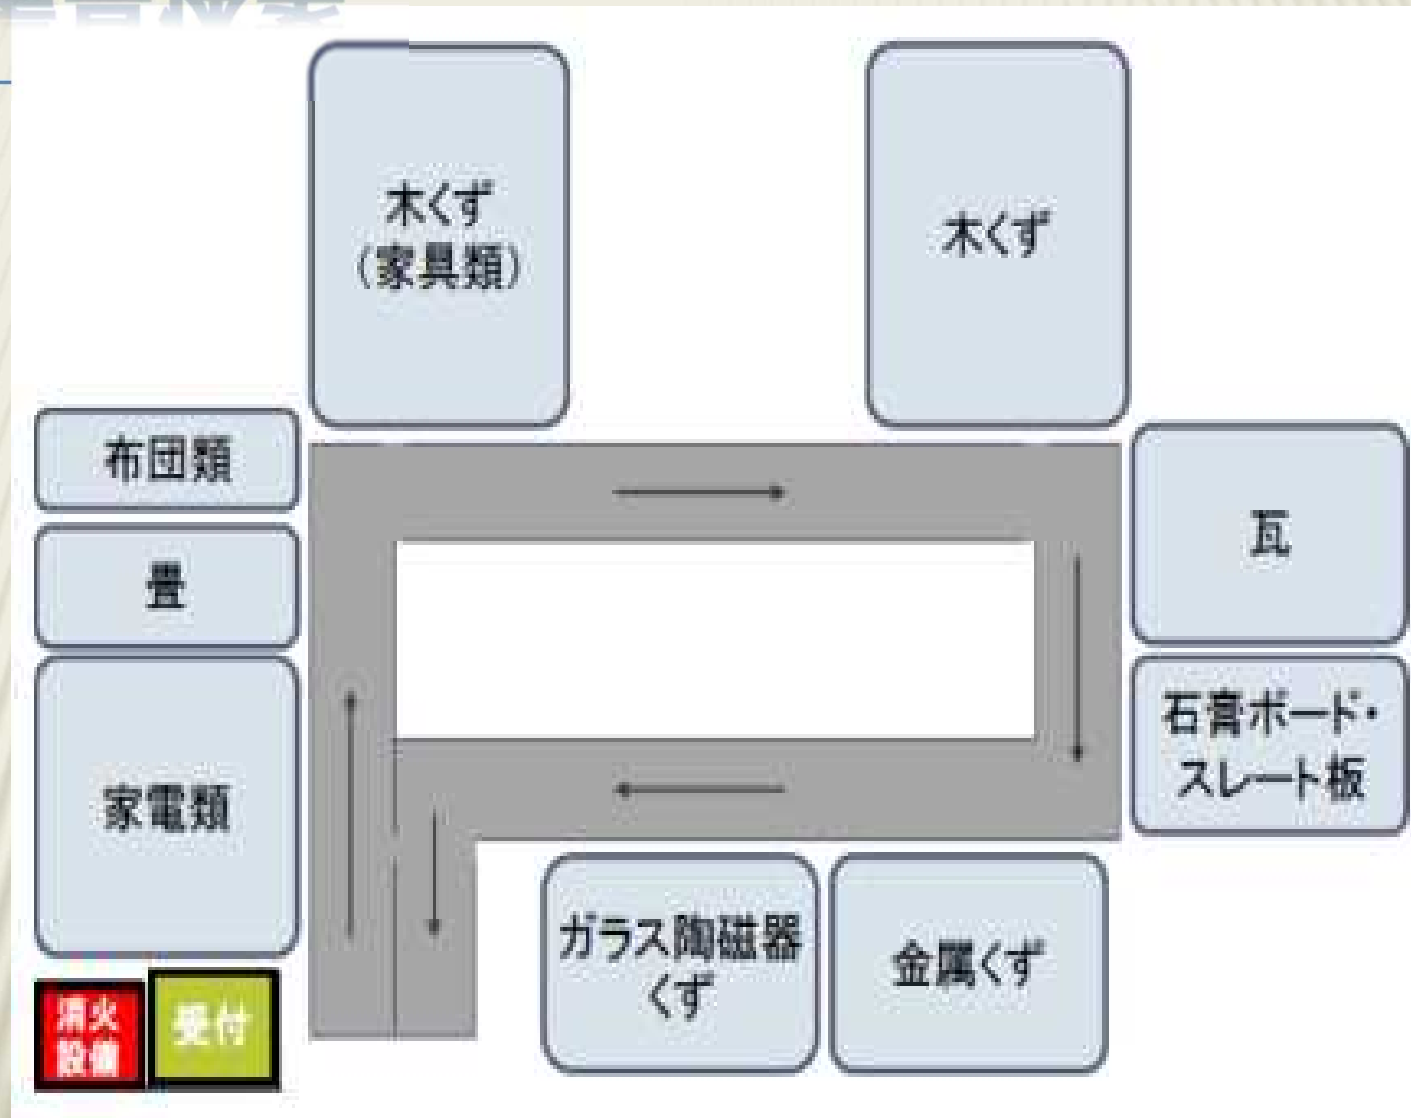 木くず
(家具類)
木くず
布団類
畳
家電類
瓦
石膏ボード・
スレート板
ガラス陶磁器
くず
金属くず
消火
設備
受付